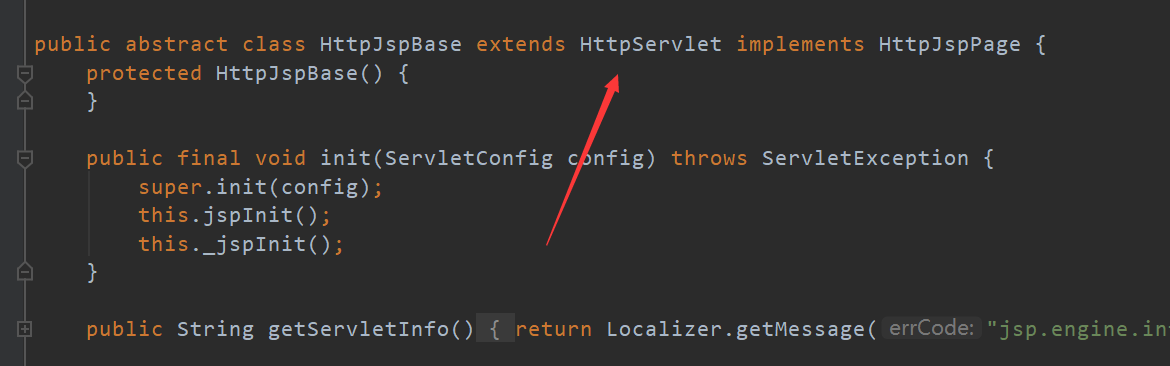 public abstract class HttpJspBase extends HttpServlet implements HttpJspPage {
protected HttpJspBase() {
}
public final void init(ServletConfig config) throws ServletException {
super.init(config);
this.jspInit();
this._jspInit();
}
public String getServletInfo() { return Localizer.getMessage( errCode: "jsp.engine.in